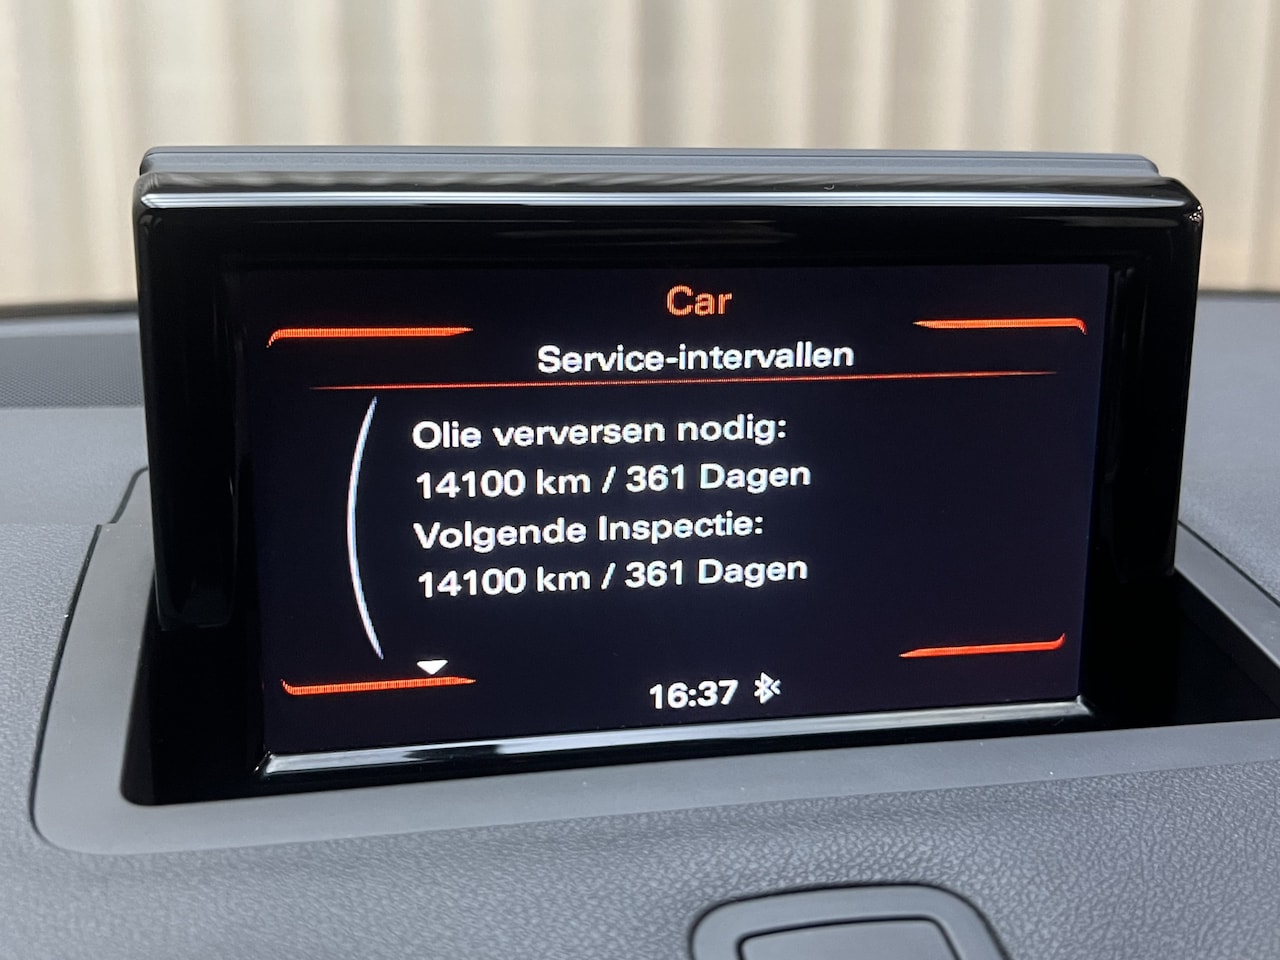 Car
Service-intervallen
Olie verversen nodig:
14100 km / 361 Dagen
Volgende Inspectie:
14100 km / 361 Dagen
16:37